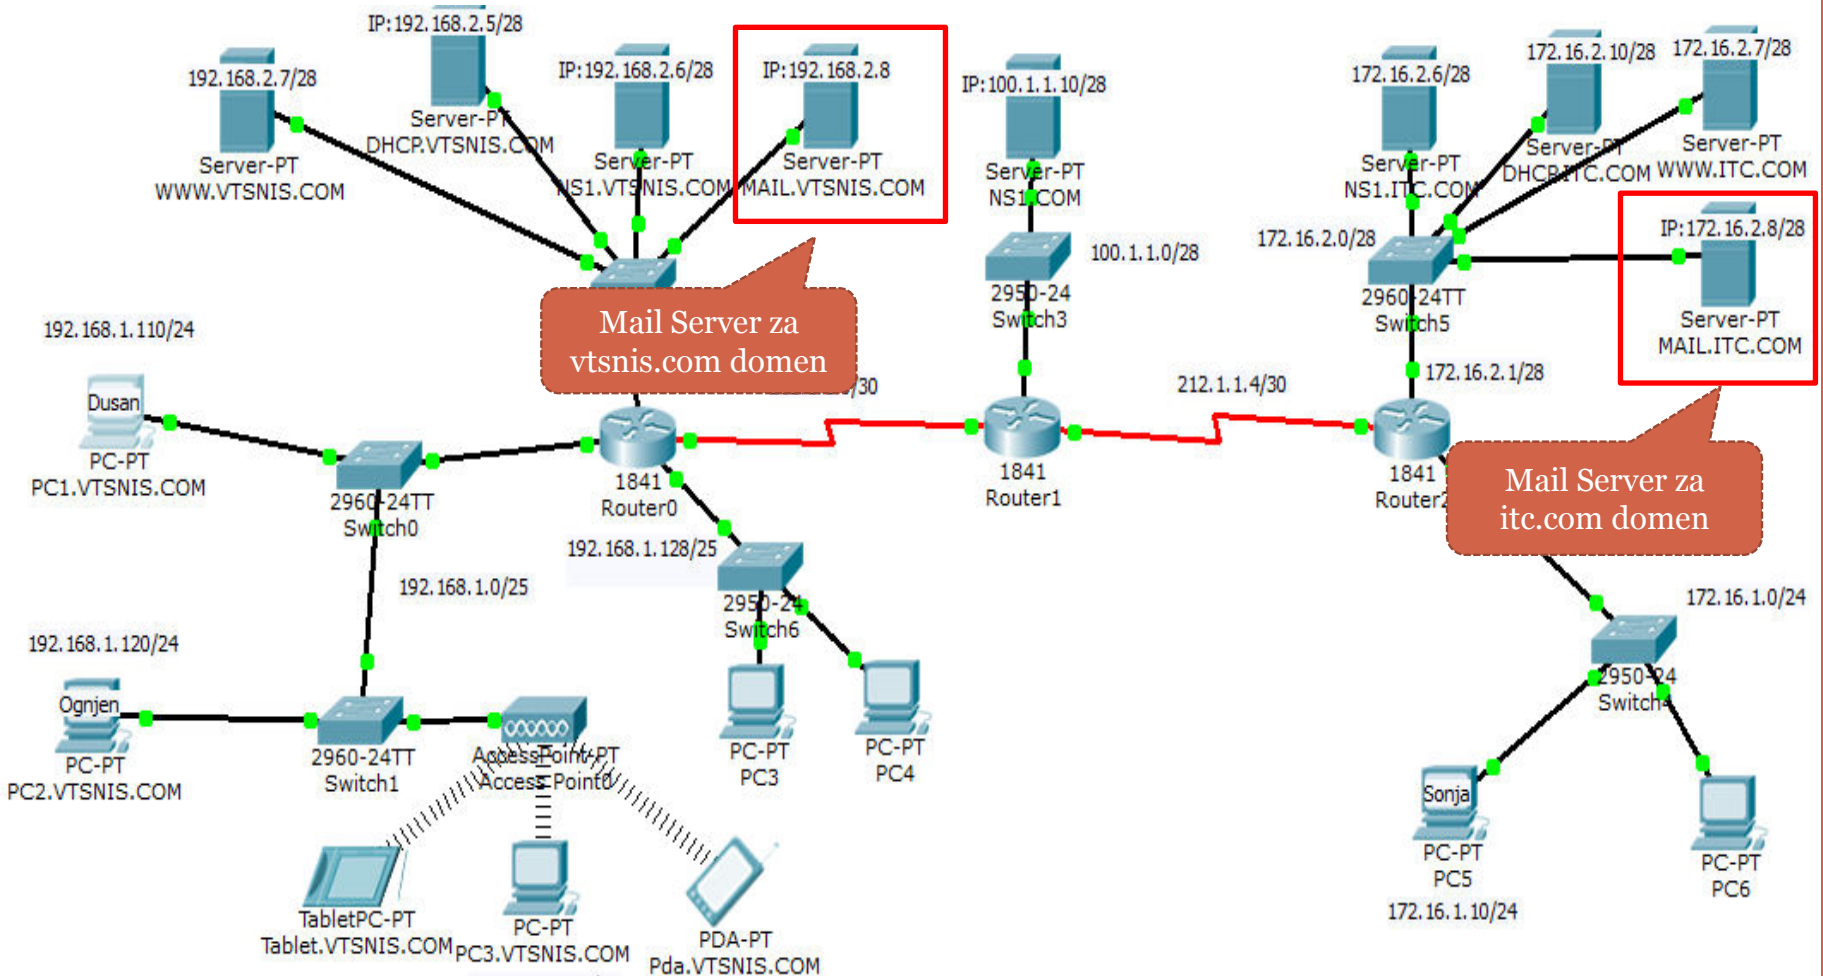 IP:192.168.2.5/28
192.168.2.7/28
IP:192.168.2.6/28
IP:192.168.2.8
IP:100.1.1.10/28
172.16.2.6/28
172.16.2.10/28
172.16.2.7/28
Server-PT
DHCP.VTSNIS.COM
Server-PT
WWW.VTSNIS.COM
Server-PT
NS1.VTSNIS.COM
Server-PT
MAIL.VTSNIS.COM
Server-PT
NS1.COM
Server-PT
NS1.ITC.COM
Server-PT
DHCP.ITC.COM
Server-PT
WWW.ITC.COM
IP:172.16.2.8/28
Server-PT
MAIL.ITC.COM
172.16.2.0/28
100.1.1.0/28
2950-24
Switch3
2960-24TT
Switch5
Mail Server za
vtsnis.com domen
/30
212.1.1.4/30
172.16.2.1/28
192.168.1.110/24
Dusan
PC-PT
PC1.VTSNIS.COM
2960-24TT
Switch0
1841
Router0
1841
Router1
1841
Router2
Mail Server za
itc.com domen
192.168.1.128/25
192.168.1.0/25
2950-24
Switch6
172.16.1.0/24
2950-24
Switch4
192.168.1.120/24
Ognjen
PC-PT
PC2.VTSNIS.COM
2960-24TT
Switch1
AccessPoint-PT
Access Point0
PC-PT
PC3
PC-PT
PC4
Sonja
PC-PT
PC5
172.16.1.10/24
PC-PT
PC6
TabletPC-PT
Tablet.VTSNIS.COM
PC-PT
PC3.VTSNIS.COM
PDA-PT
Pda.VTSNIS.COM